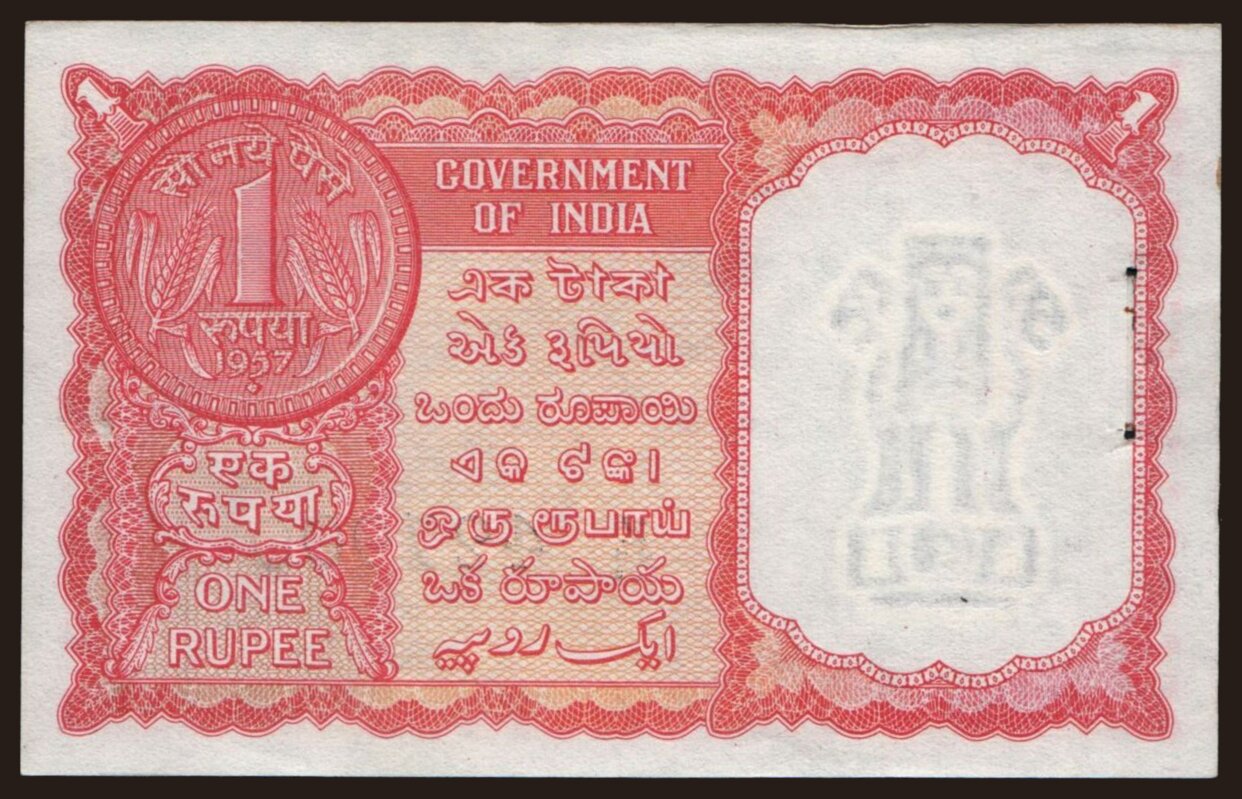 सौ नये पैसे
1
रूपया
1957
एक
रूपया
ONE
RUPEE
GOVERNMENT
OF INDIA
এক টাকা
એક રૂપિયો
ಒಂದು ರೂಪಾಯಿ
ଏକ ଟଙ୍କା
ஒரு ரூபாய்
ఒక రూపాయ
ایک روپیہ